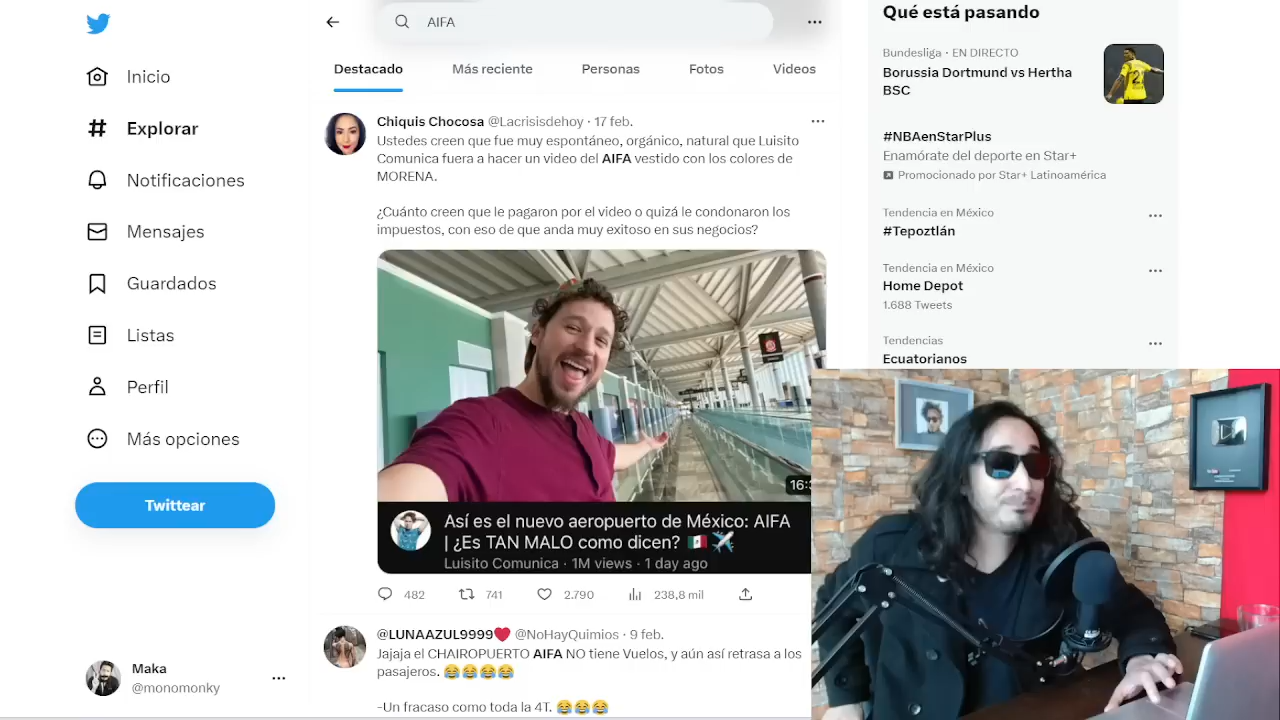 Inicio
Explorar
Notificaciones
Mensajes
Guardados
Listas
Perfil
Más opciones
Twittear
Maka
@monomonky
AIFA
Destacado
Más reciente
Personas
Fotos
Videos
Chiquis Chocosa @Lacrisisdehoy · 17 feb.
Ustedes creen que fue muy espontáneo, orgánico, natural que Luisito
Comunica fuera a hacer un video del AIFA vestido con los colores de
MORENA.
¿Cuánto creen que le pagaron por el video o quizá le condonaron los
impuestos, con eso de que anda muy exitoso en sus negocios?
Así es el nuevo aeropuerto de México: AIFA
| ¿Es TAN MALO como dicen? 🇲🇽✈️
Luisito Comunica · 1M views · 1 day ago
482
741
2.790
238,8 mil
@LUNAAZUL9999❤️ @NoHayQuimios · 9 feb.
Jajaja el CHAIROPUERTO AIFA NO tiene Vuelos, y aún así retrasa a los
pasajeros. 😂😂😂😂
-Un fracaso como toda la 4T. 😂😂😂
Qué está pasando
Bundesliga · EN DIRECTO
Borussia Dortmund vs Hertha
BSC
#NBAenStarPlus
Enamórate del deporte en Star+
Promocionado por Star+ Latinoamérica
Tendencia en México
#Tepoztlán
Tendencia en México
Home Depot
1.688 Tweets
Tendencias
Ecuatorianos